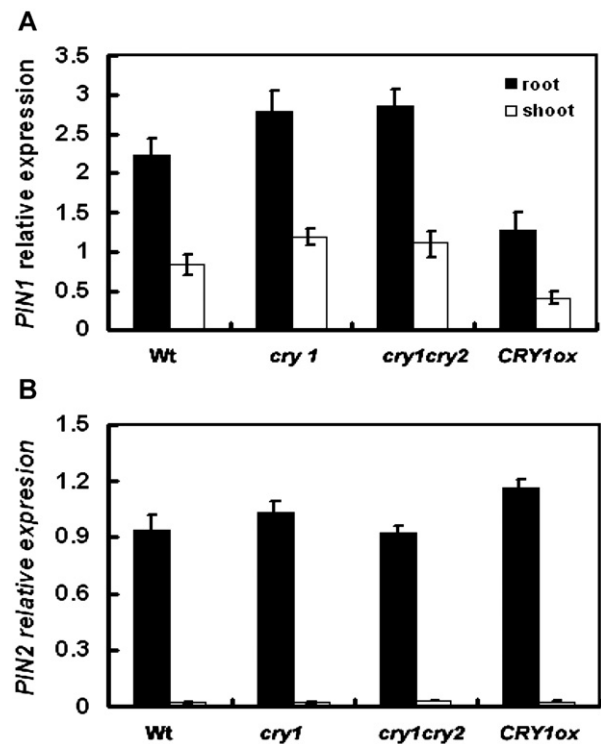 A
PIN1 relative expression
3.5
3
2.5
2
1.5
1
0.5
0
root
shoot
Wt
cry 1
cry1cry2
CRY1ox
B
PIN2 relative expresion
1.5
1.2
0.9
0.6
0.3
0
Wt
cry1
cry1cry2
CRY1ox